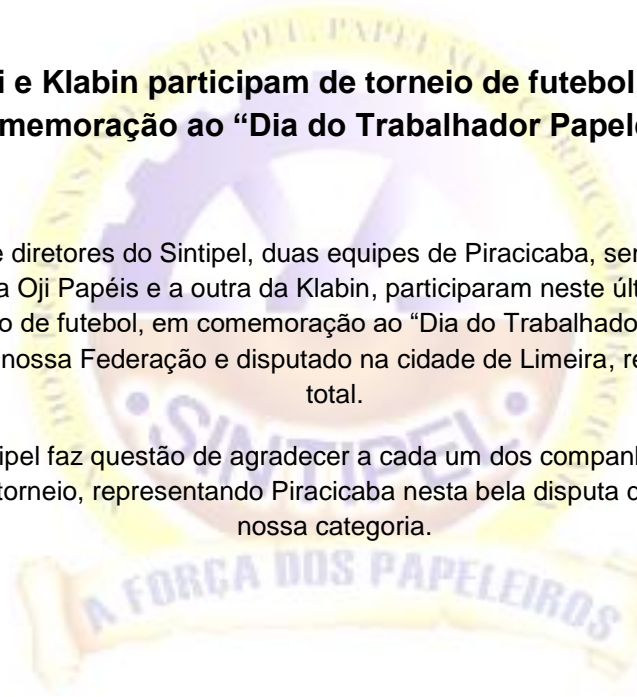 i e Klabin participam de torneio de futebol
memoração ao “Dia do Trabalhador Papele
e diretores do Sintipel, duas equipes de Piracicaba, se
a Oji Papéis e a outra da Klabin, participaram neste últ
o de futebol, em comemoração ao “Dia do Trabalhado
nossa Federação e disputado na cidade de Limeira, re
total.
ipel faz questão de agradecer a cada um dos companh
torneio, representando Piracicaba nesta bela disputa d
nossa categoria.
SINTIPEL
A FORÇA DOS PAPELEIROS